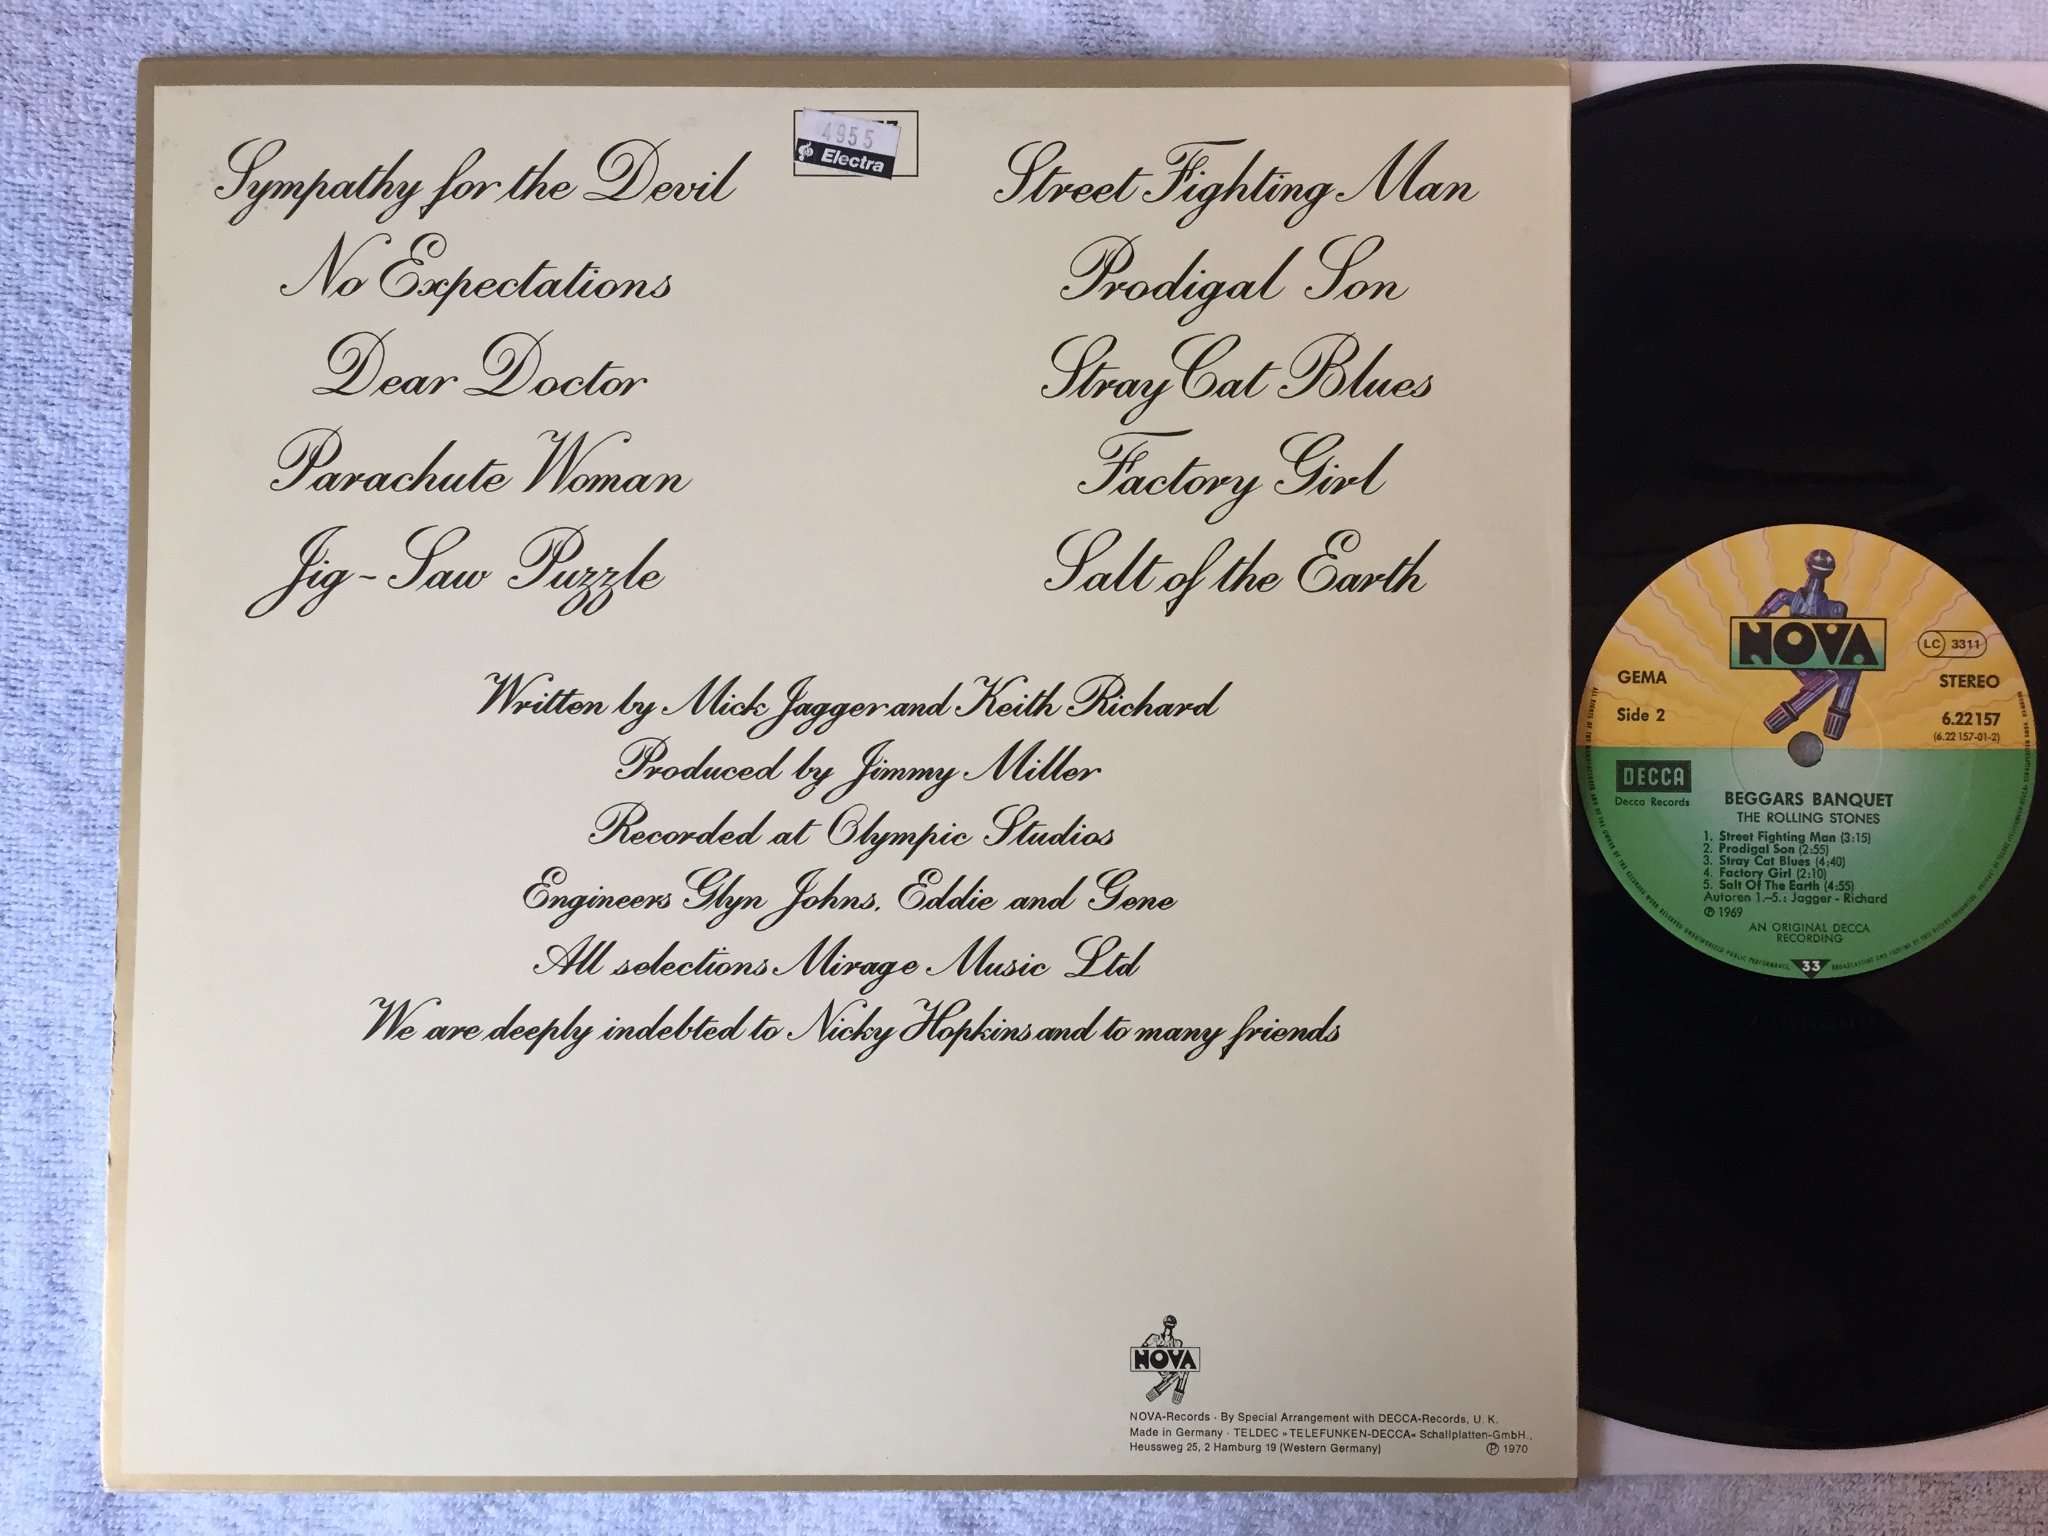 4955
Electra
Sympathy for the Devil
No Expectations
Dear Doctor
Parachute Woman
Jig-Saw Puzzle
Street Fighting Man
Prodigal Son
Stray Cat Blues
Factory Girl
Salt of the Earth
Written by Mick Jagger and Keith Richard
Produced by Jimmy Miller
Recorded at Olympic Studios
Engineers Glyn Johns, Eddie and Gene
All selections Mirage Music Ltd
We are deeply indebted to Nicky Hopkins and to many friends
NOVA
NOVA-Records · By Special Arrangement with DECCA-Records, U. K.
Made in Germany · TELDEC »TELEFUNKEN-DECCA« Schallplatten-GmbH.,
Heussweg 25, 2 Hamburg 19 (Western Germany) ℗ 1970
NOVA
LC 3311
GEMA
STEREO
Side 2
6.22157
(6.22 157-01-2)
DECCA
Decca Records
BEGGARS BANQUET
THE ROLLING STONES
1. Street Fighting Man (3:15)
2. Prodigal Son (2:55)
3. Stray Cat Blues (4:40)
4. Factory Girl (2:10)
5. Salt Of The Earth (4:55)
Autoren 1.–5.: Jagger - Richard
℗ 1969
AN ORIGINAL DECCA
RECORDING
33